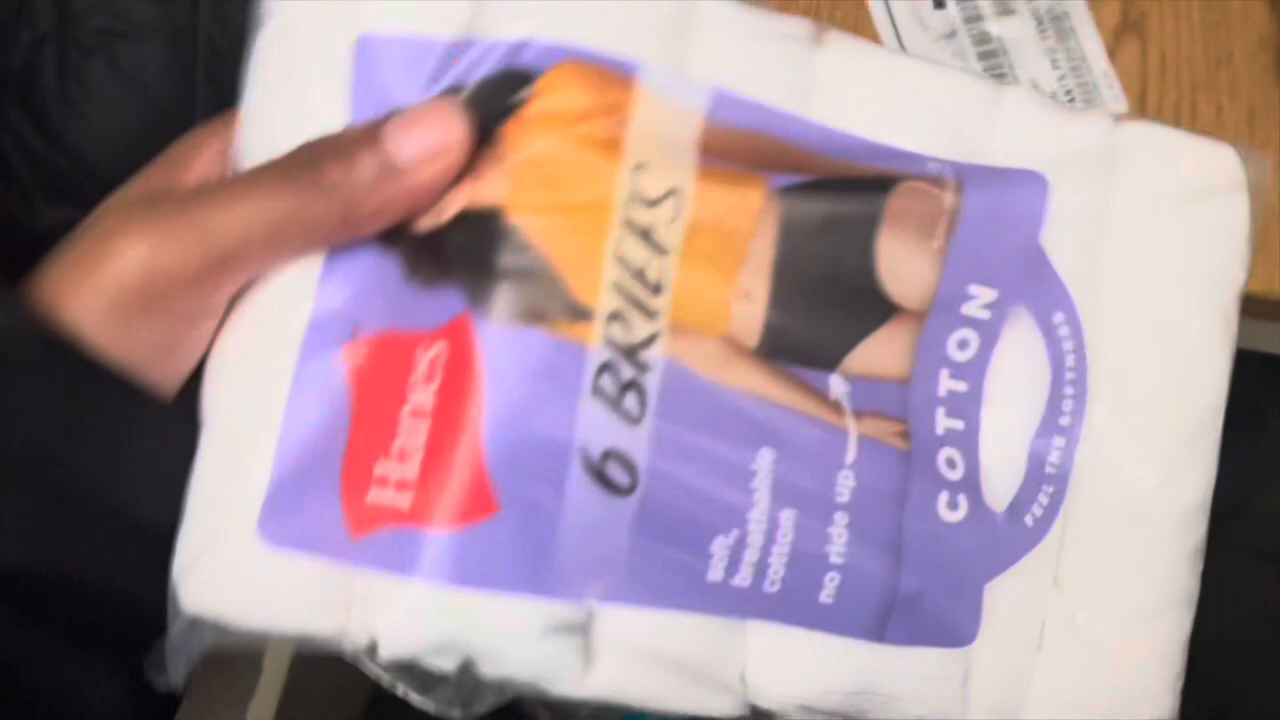 Hanes
6 BRIEFS
soft,
breathable
cotton
no ride up
COTTON
FEEL THE SOFTNESS